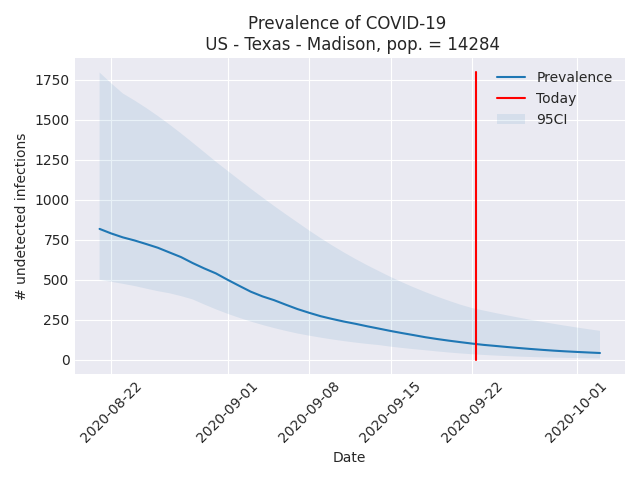 Prevalence of COVID-19
US - Texas - Madison, pop. = 14284
Prevalence
Today
95CI
# undetected infections
1750
1500
1250
1000
750
500
250
0
2020-08-22
2020-09-01
2020-09-08
2020-09-15
2020-09-22
2020-10-01
Date